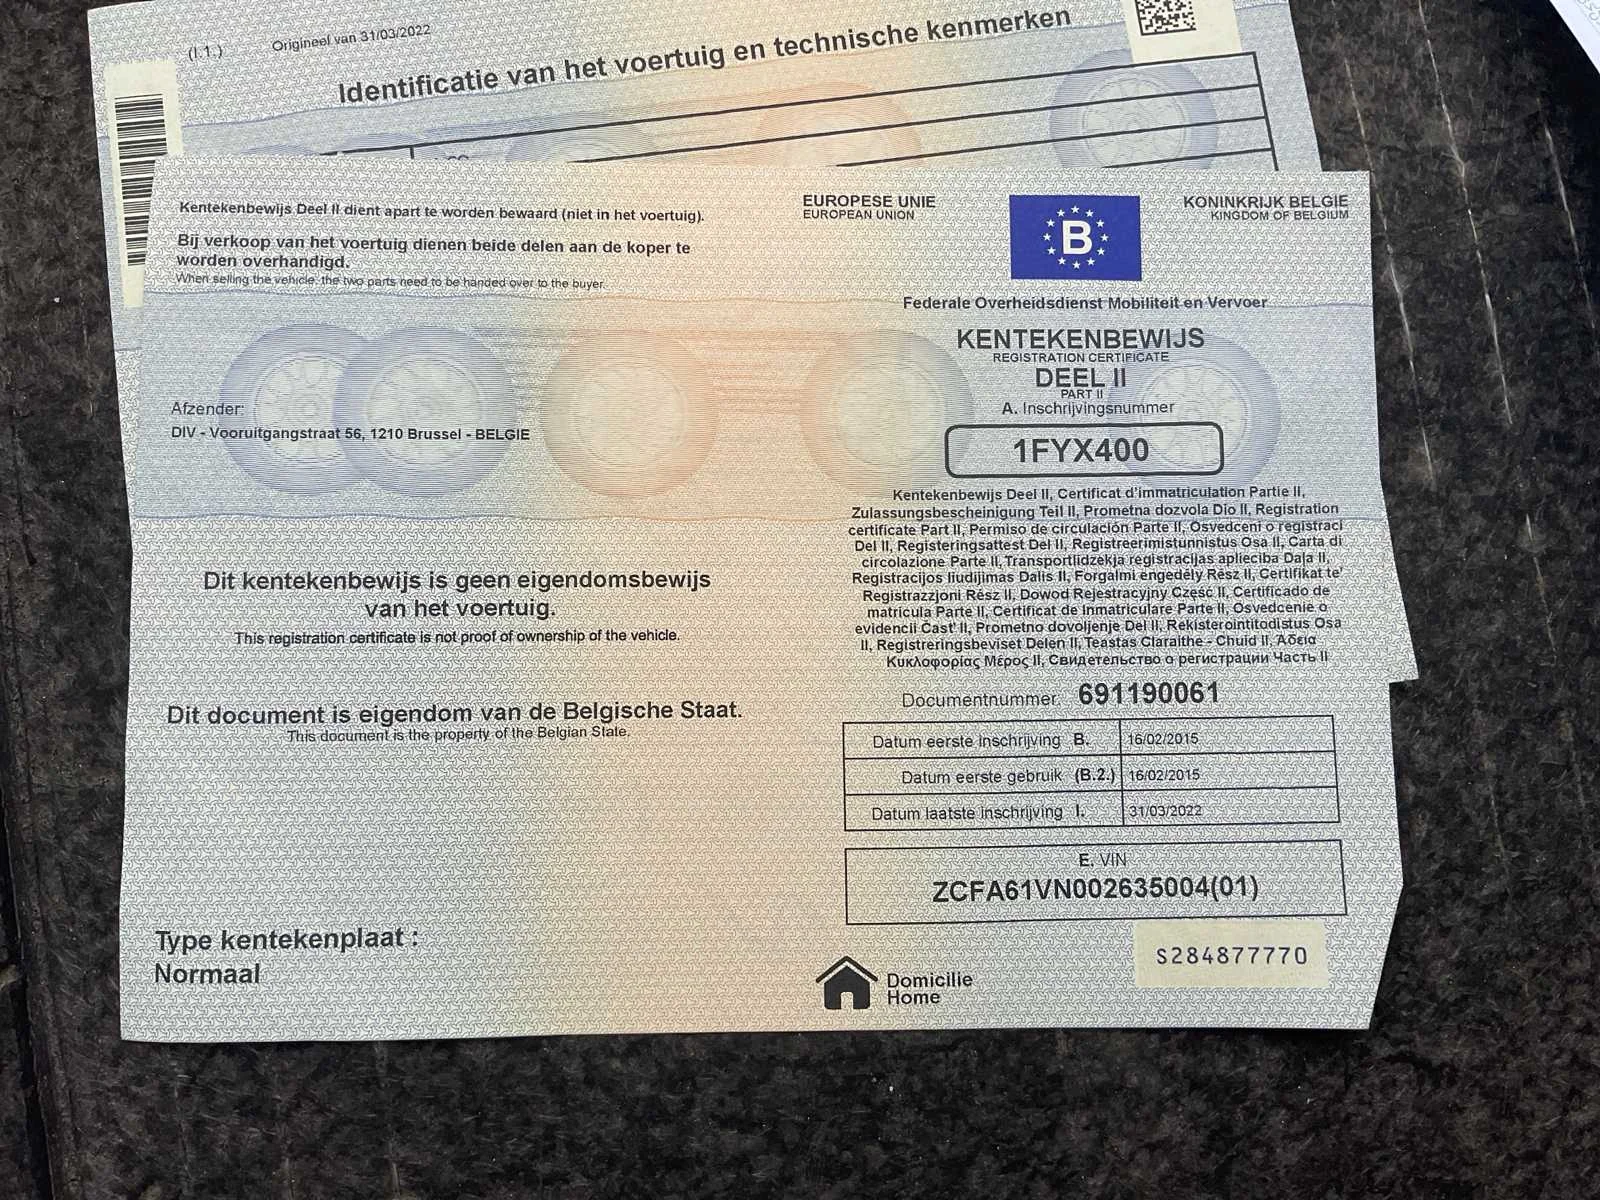 (I.1.)
Origineel van 31/03/2022
Identificatie van het voertuig en technische kenmerken
Kentekenbewijs Deel II dient apart te worden bewaard (niet in het voertuig).
Bij verkoop van het voertuig dienen beide delen aan de koper te
worden overhandigd.
When selling the vehicle, the two parts need to be handed over to the buyer.
Afzender:
DIV - Vooruitgangstraat 56, 1210 Brussel - BELGIE
Dit kentekenbewijs is geen eigendomsbewijs
van het voertuig.
This registration certificate is not proof of ownership of the vehicle.
Dit document is eigendom van de Belgische Staat.
This document is the property of the Belgian State.
Type kentekenplaat :
Normaal
EUROPESE UNIE
EUROPEAN UNION
B
KONINKRIJK BELGIE
KINGDOM OF BELGIUM
Federale Overheidsdienst Mobiliteit en Vervoer
KENTEKENBEWIJS
REGISTRATION CERTIFICATE
DEEL II
PART II
A. Inschrijvingsnummer
1FYX400
Kentekenbewijs Deel II, Certificat d'immatriculation Partie II,
Zulassungsbescheinigung Teil II, Prometna dozvola Dio II, Registration
certificate Part II, Permiso de circulación Parte II, Osvedceni o registraci
Del II, Registeringsattest Del II, Registreerimistunnistus Osa II, Carta di
circolazione Parte II, Transportlidzekja registracijas aplieciba Daļa II,
Registracijos liudijimas Dalis II, Forgalmi engedély Rész II, Certifikat te'
Registrazzjoni Rész II, Dowod Rejestracyjny Część II, Certificado de
matricula Parte II, Certificat de Inmatriculare Parte II, Osvedcenie o
evidencii Cast' II, Prometno dovoljenje Del II, Rekisterointitodistus Osa
II, Registreringsbeviset Delen II, Teastas Claraithe - Chuid II, Άδεια
Κυκλοφορίας Μέρος II, Свидетельство о регистрации Часть II
Documentnummer. 691190061
Datum eerste inschrijving B. 16/02/2015
Datum eerste gebruik (B.2.) 16/02/2015
Datum laatste inschrijving I. 31/03/2022
E. VIN
ZCFA61VN002635004(01)
S284877770
Domicilie
Home